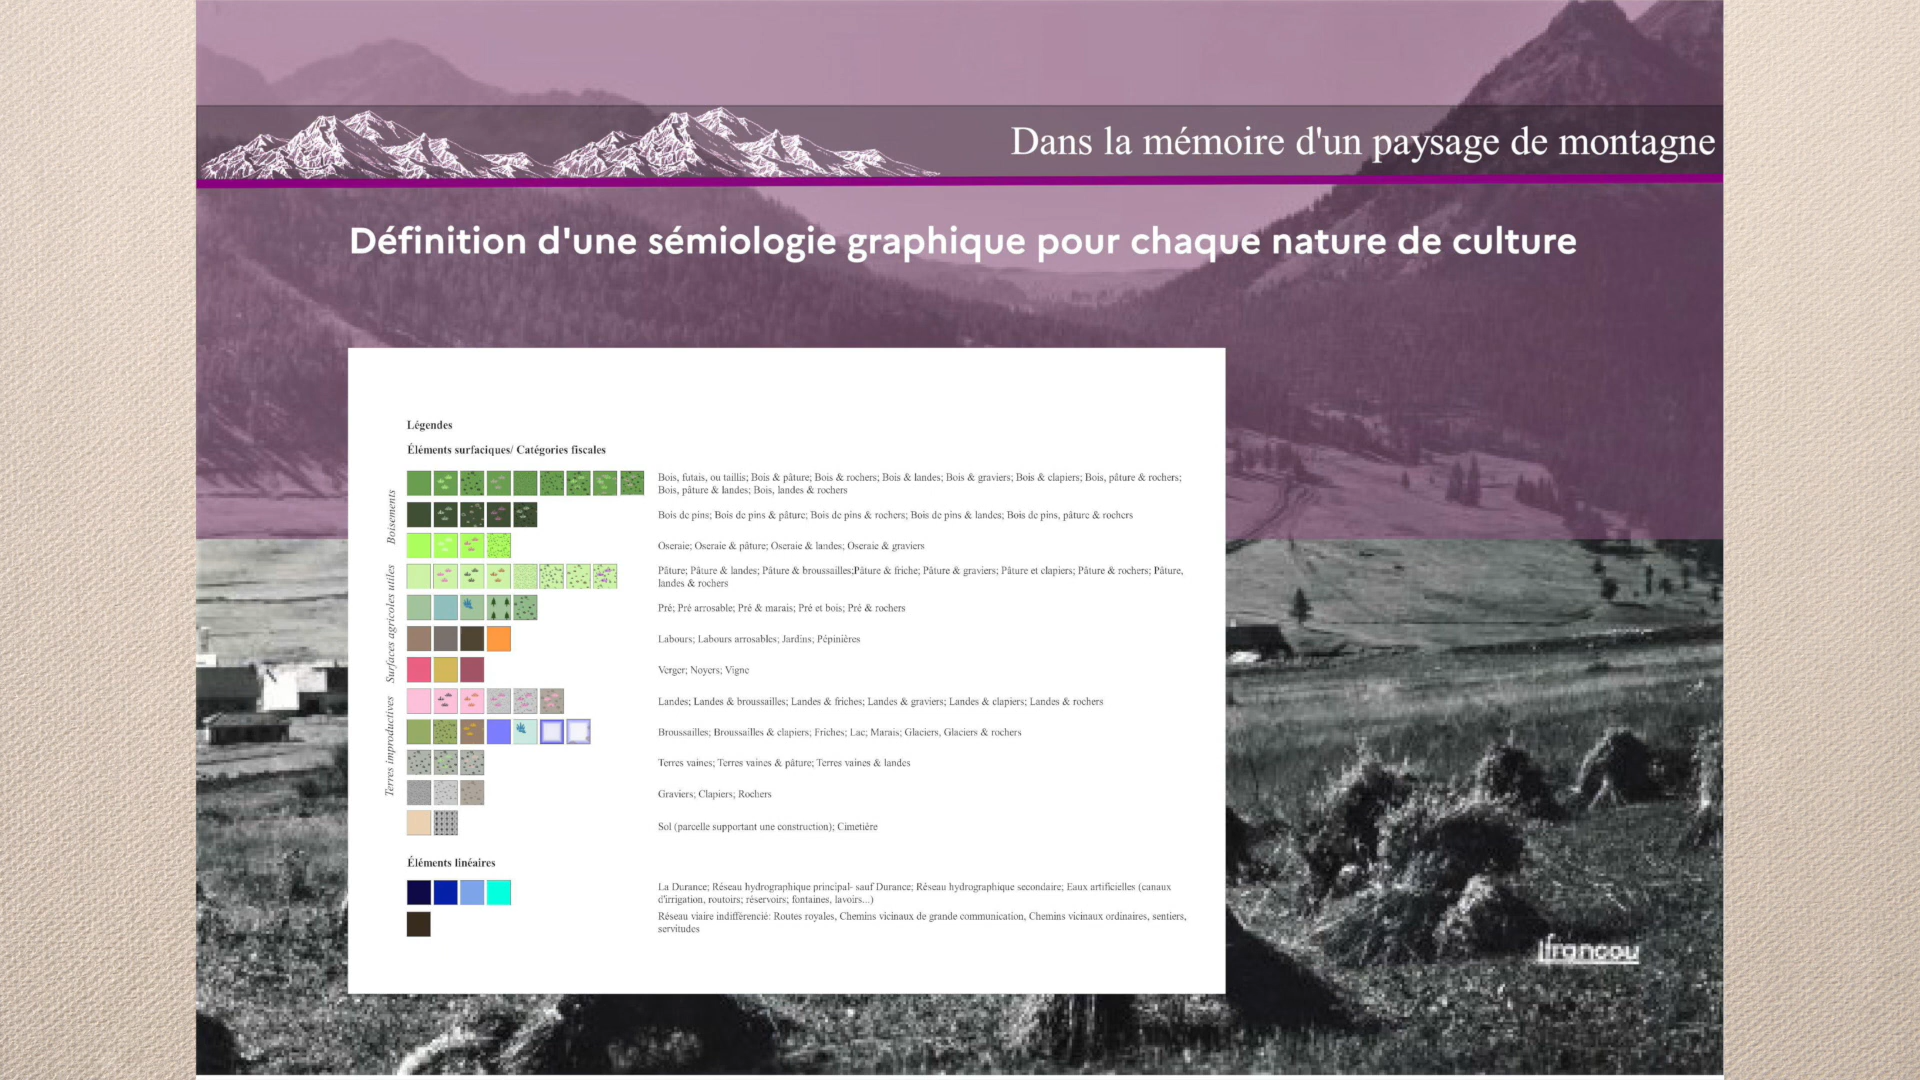 Dans la mémoire d'un paysage de montagne
Définition d'une sémiologie graphique pour chaque nature de culture
Légendes
Éléments surfaciques/ Catégories fiscales
Boisements
Bois, futais, ou taillis; Bois & pâture; Bois & rochers; Bois & landes; Bois & graviers; Bois & clapiers; Bois, pâture & rochers;
Bois, pâture & landes; Bois, landes & rochers
Bois de pins; Bois de pins & pâture; Bois de pins & rochers; Bois de pins & landes; Bois de pins, pâture & rochers
Oseraie; Oseraie & pâture; Oseraie & landes; Oseraie & graviers
Surfaces agricoles utiles
Pâture; Pâture & landes; Pâture & broussailles;Pâture & friche; Pâture & graviers; Pâture et clapiers; Pâture & rochers; Pâture,
landes & rochers
Pré; Pré arrosable; Pré & marais; Pré et bois; Pré & rochers
Labours; Labours arrosables; Jardins; Pépinières
Verger; Noyers; Vigne
Terres improductives
Landes; Landes & broussailles; Landes & friches; Landes & graviers; Landes & clapiers; Landes & rochers
Broussailles; Broussailles & clapiers; Friches; Lac; Marais; Glaciers, Glaciers & rochers
Terres vaines; Terres vaines & pâture; Terres vaines & landes
Graviers; Clapiers; Rochers
Sol (parcelle supportant une construction); Cimetière
Éléments linéaires
La Durance; Réseau hydrographique principal- sauf Durance; Réseau hydrographique secondaire; Eaux artificielles (canaux
d'irrigation, routoirs; réservoirs; fontaines, lavoirs...)
Réseau viaire indifférencié: Routes royales, Chemins vicinaux de grande communication, Chemins vicinaux ordinaires, sentiers,
servitudes
lfrancou